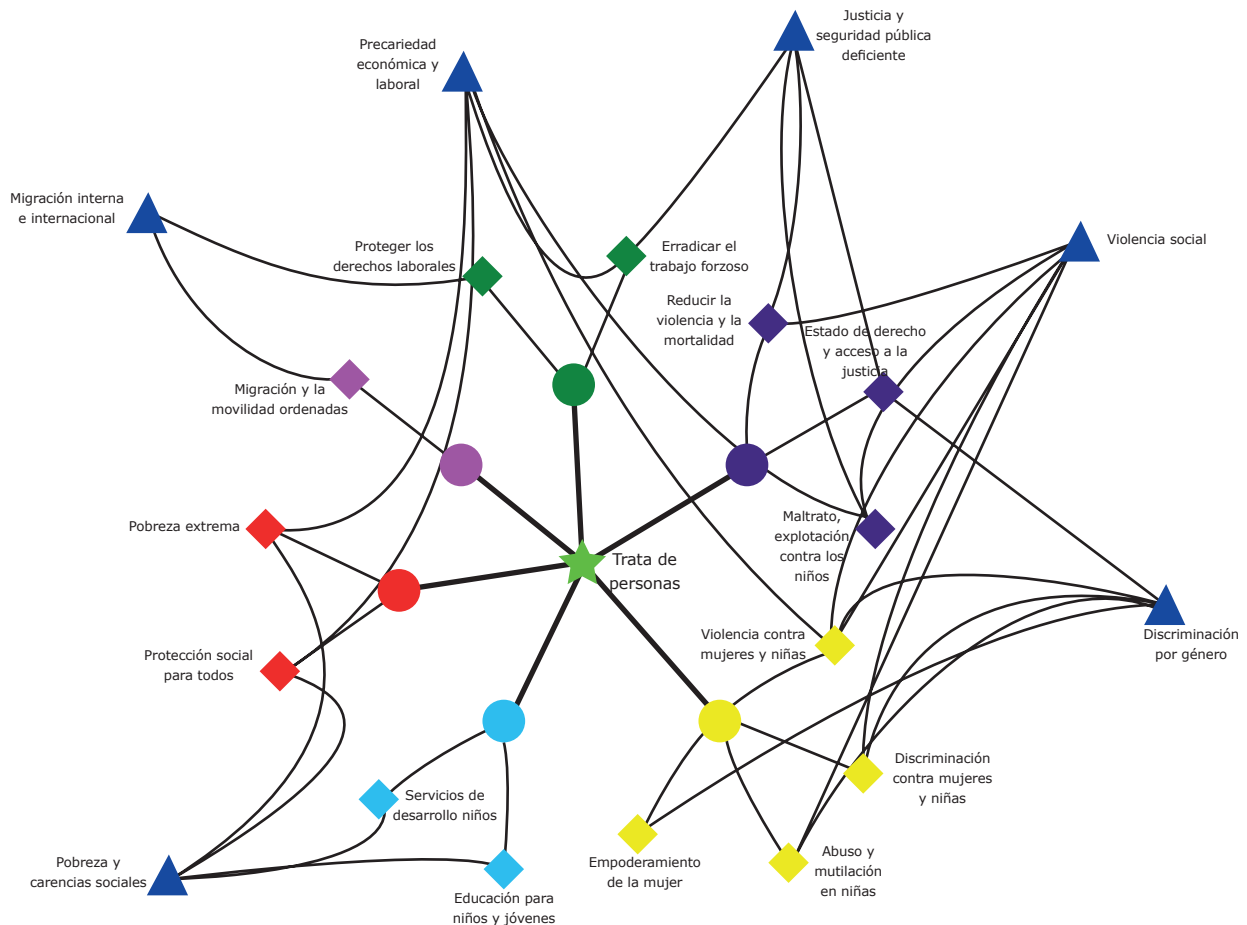 Justicia y
seguridad pública
deficiente
Precariedad
económica y
laboral
Migración interna
e internacional
Proteger los
derechos laborales
Erradicar el
trabajo forzoso
Violencia social
Reducir la
violencia y la
mortalidad
Estado de derecho
y acceso a la
justicia
Migración y la
movilidad ordenadas
Pobreza extrema
Maltrato,
explotación
contra los
niños
Trata de
personas
Protección social
para todos
Violencia contra
mujeres y niñas
Discriminación
por género
Discriminación
contra mujeres
y niñas
Servicios de
desarrollo niños
Pobreza y
carencias sociales
Empoderamiento
de la mujer
Abuso y
mutilación
en niñas
Educación para
niños y jóvenes